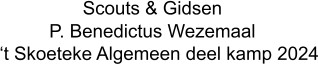 Scouts & Gidsen
P. Benedictus Wezemaal
‘t Skoeteke Algemeen deel kamp 2024